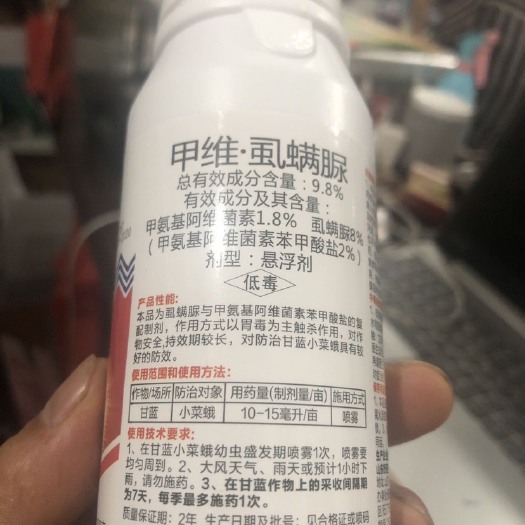 甲维·虱螨脲
总有效成分含量：9.8%
有效成分及其含量：
甲氨基阿维菌素1.8% 虱螨脲8%
（甲氨基阿维菌素苯甲酸盐2%）
剂型：悬浮剂
低毒
产品性能：
本品为虱螨脲与甲氨基阿维菌素苯甲酸盐的复
配制剂，作用方式以胃毒为主触杀作用，对作
物安全，持效期较长，对防治甘蓝小菜蛾具有较
好的防效。
使用范围和使用方法：
作物/场所 防治对象 用药量(制剂量/亩) 施用方式
甘蓝 小菜蛾 10-15毫升/亩 喷雾
使用技术要求：
1、在甘蓝小菜蛾幼虫盛发期喷雾1次，喷雾要
均匀周到。2、大风天气、雨天或预计1小时下
雨，请勿施药。3、在甘蓝作物上的采收间隔期
为7天，每季最多施药1次。
质量保证期：2年 生产日期及批号：见合格证或喷码